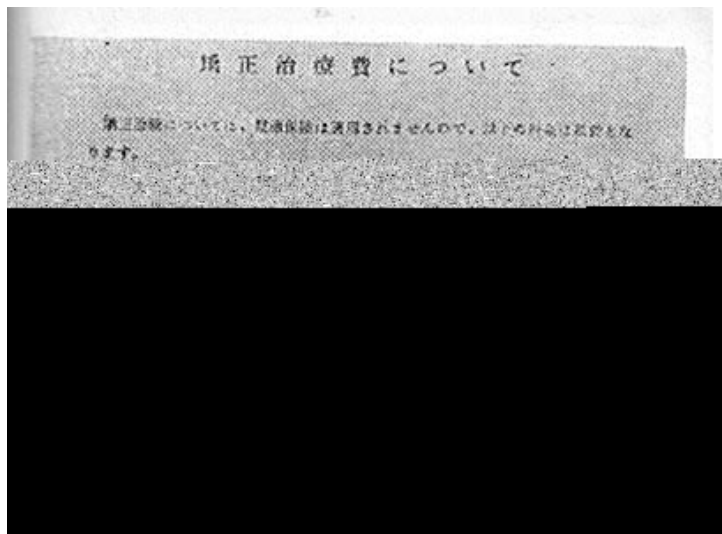 矯正治療費について
矯正治療については、健康保険は適用されませんので、以下の料金は自費とな
ります。